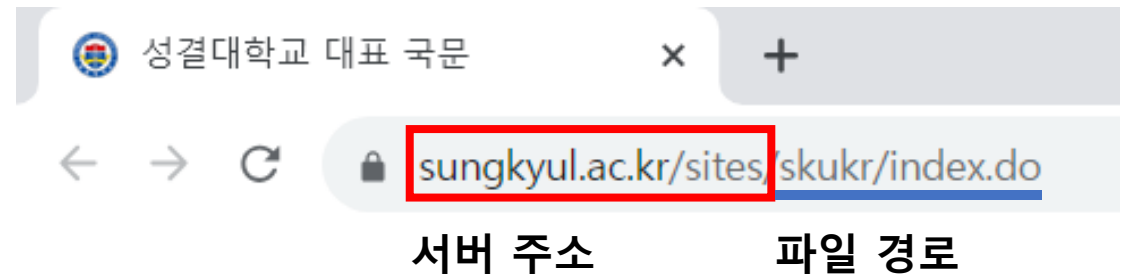 성결대학교 대표 국문
sungkyul.ac.kr/sites/skukr/index.do
서버 주소 파일 경로